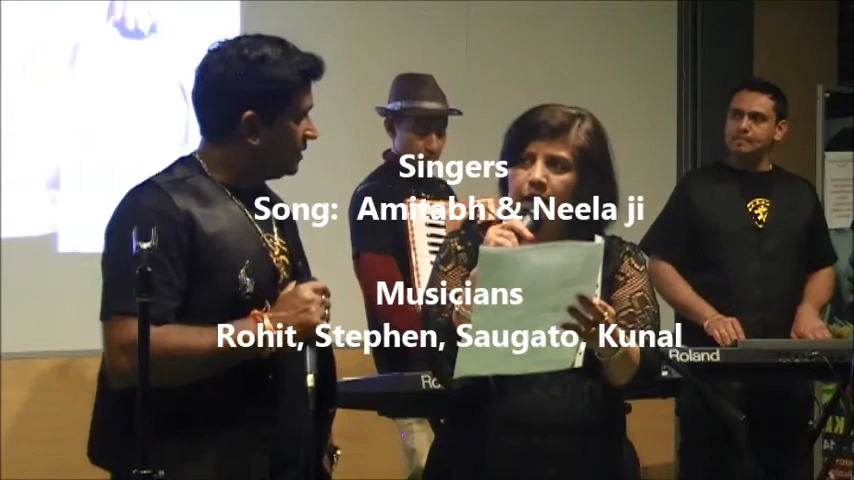 Singers
Song: Amitabh & Neela ji
Musicians
Rohit, Stephen, Saugato, Kunal
Roland